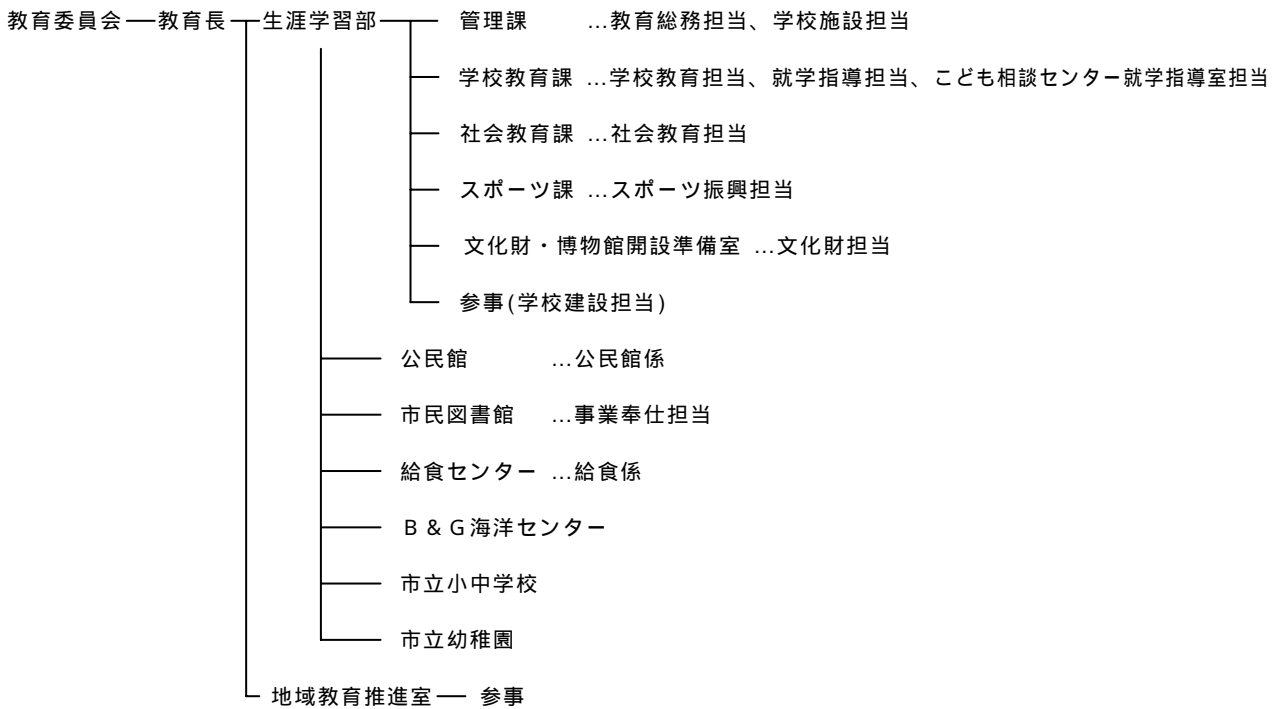 教育委員会 教育長 生涯学習部 管理課 …教育総務担当、学校施設担当
学校教育課 …学校教育担当、就学指導担当、こども相談センター就学指導室担当
社会教育課 …社会教育担当
スポーツ課 …スポーツ振興担当
文化財・博物館開設準備室 …文化財担当
参事(学校建設担当)
公民館 …公民館係
市民図書館 …事業奉仕担当
給食センター …給食係
B&G海洋センター
市立小中学校
市立幼稚園
地域教育推進室 参事